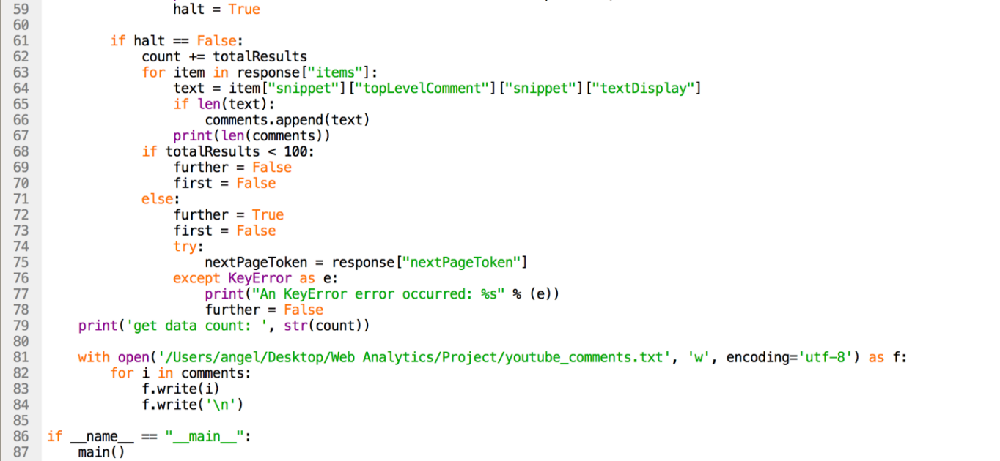 59                 halt = True
60
61         if halt == False:
62             count += totalResults
63             for item in response["items"]:
64                 text = item["snippet"]["topLevelComment"]["snippet"]["textDisplay"]
65                 if len(text):
66                     comments.append(text)
67                 print(len(comments))
68             if totalResults < 100:
69                 further = False
70                 first = False
71             else:
72                 further = True
73                 first = False
74                 try:
75                     nextPageToken = response["nextPageToken"]
76                 except KeyError as e:
77                     print("An KeyError error occurred: %s" % (e))
78                     further = False
79     print('get data count: ', str(count))
80
81     with open('/Users/angel/Desktop/Web Analytics/Project/youtube_comments.txt', 'w', encoding='utf-8') as f:
82         for i in comments:
83             f.write(i)
84             f.write('\n')
85
86 if __name__ == "__main__":
87     main()